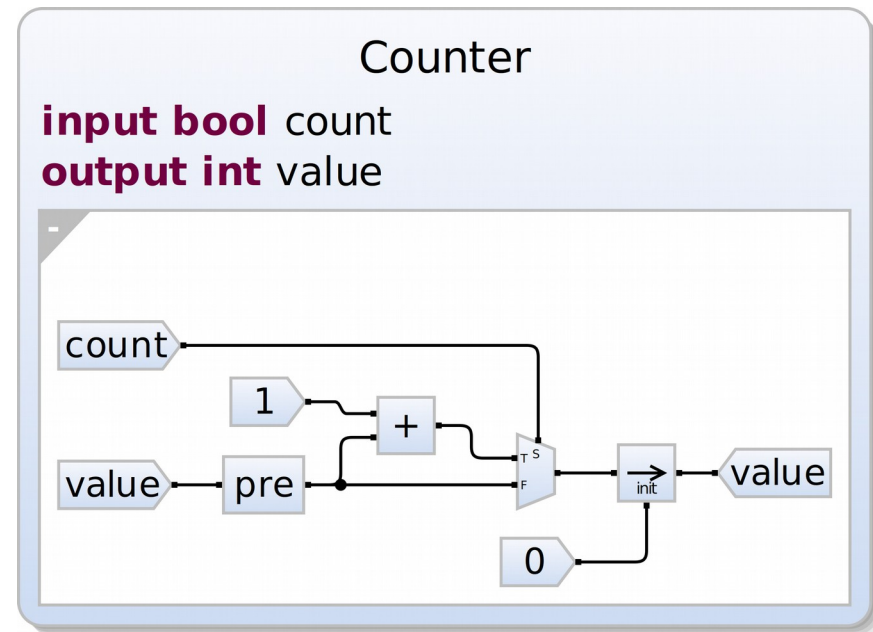 Counter
input bool count
output int value
-
count
1
+
T S
value
pre
F
init
value
0